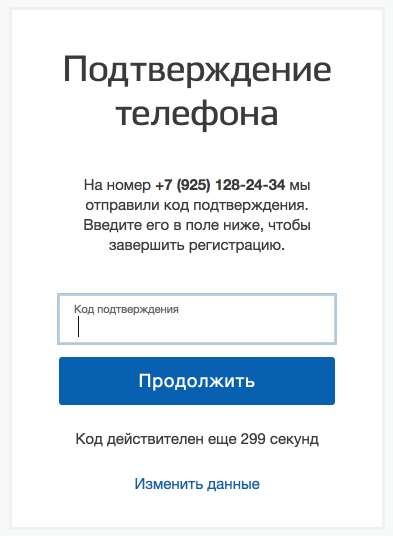 Подтверждение
телефона
На номер +7 (925) 128-24-34 мы
отправили код подтверждения.
Введите его в поле ниже, чтобы
завершить регистрацию.
Код подтверждения
Продолжить
Код действителен еще 299 секунд
Изменить данные